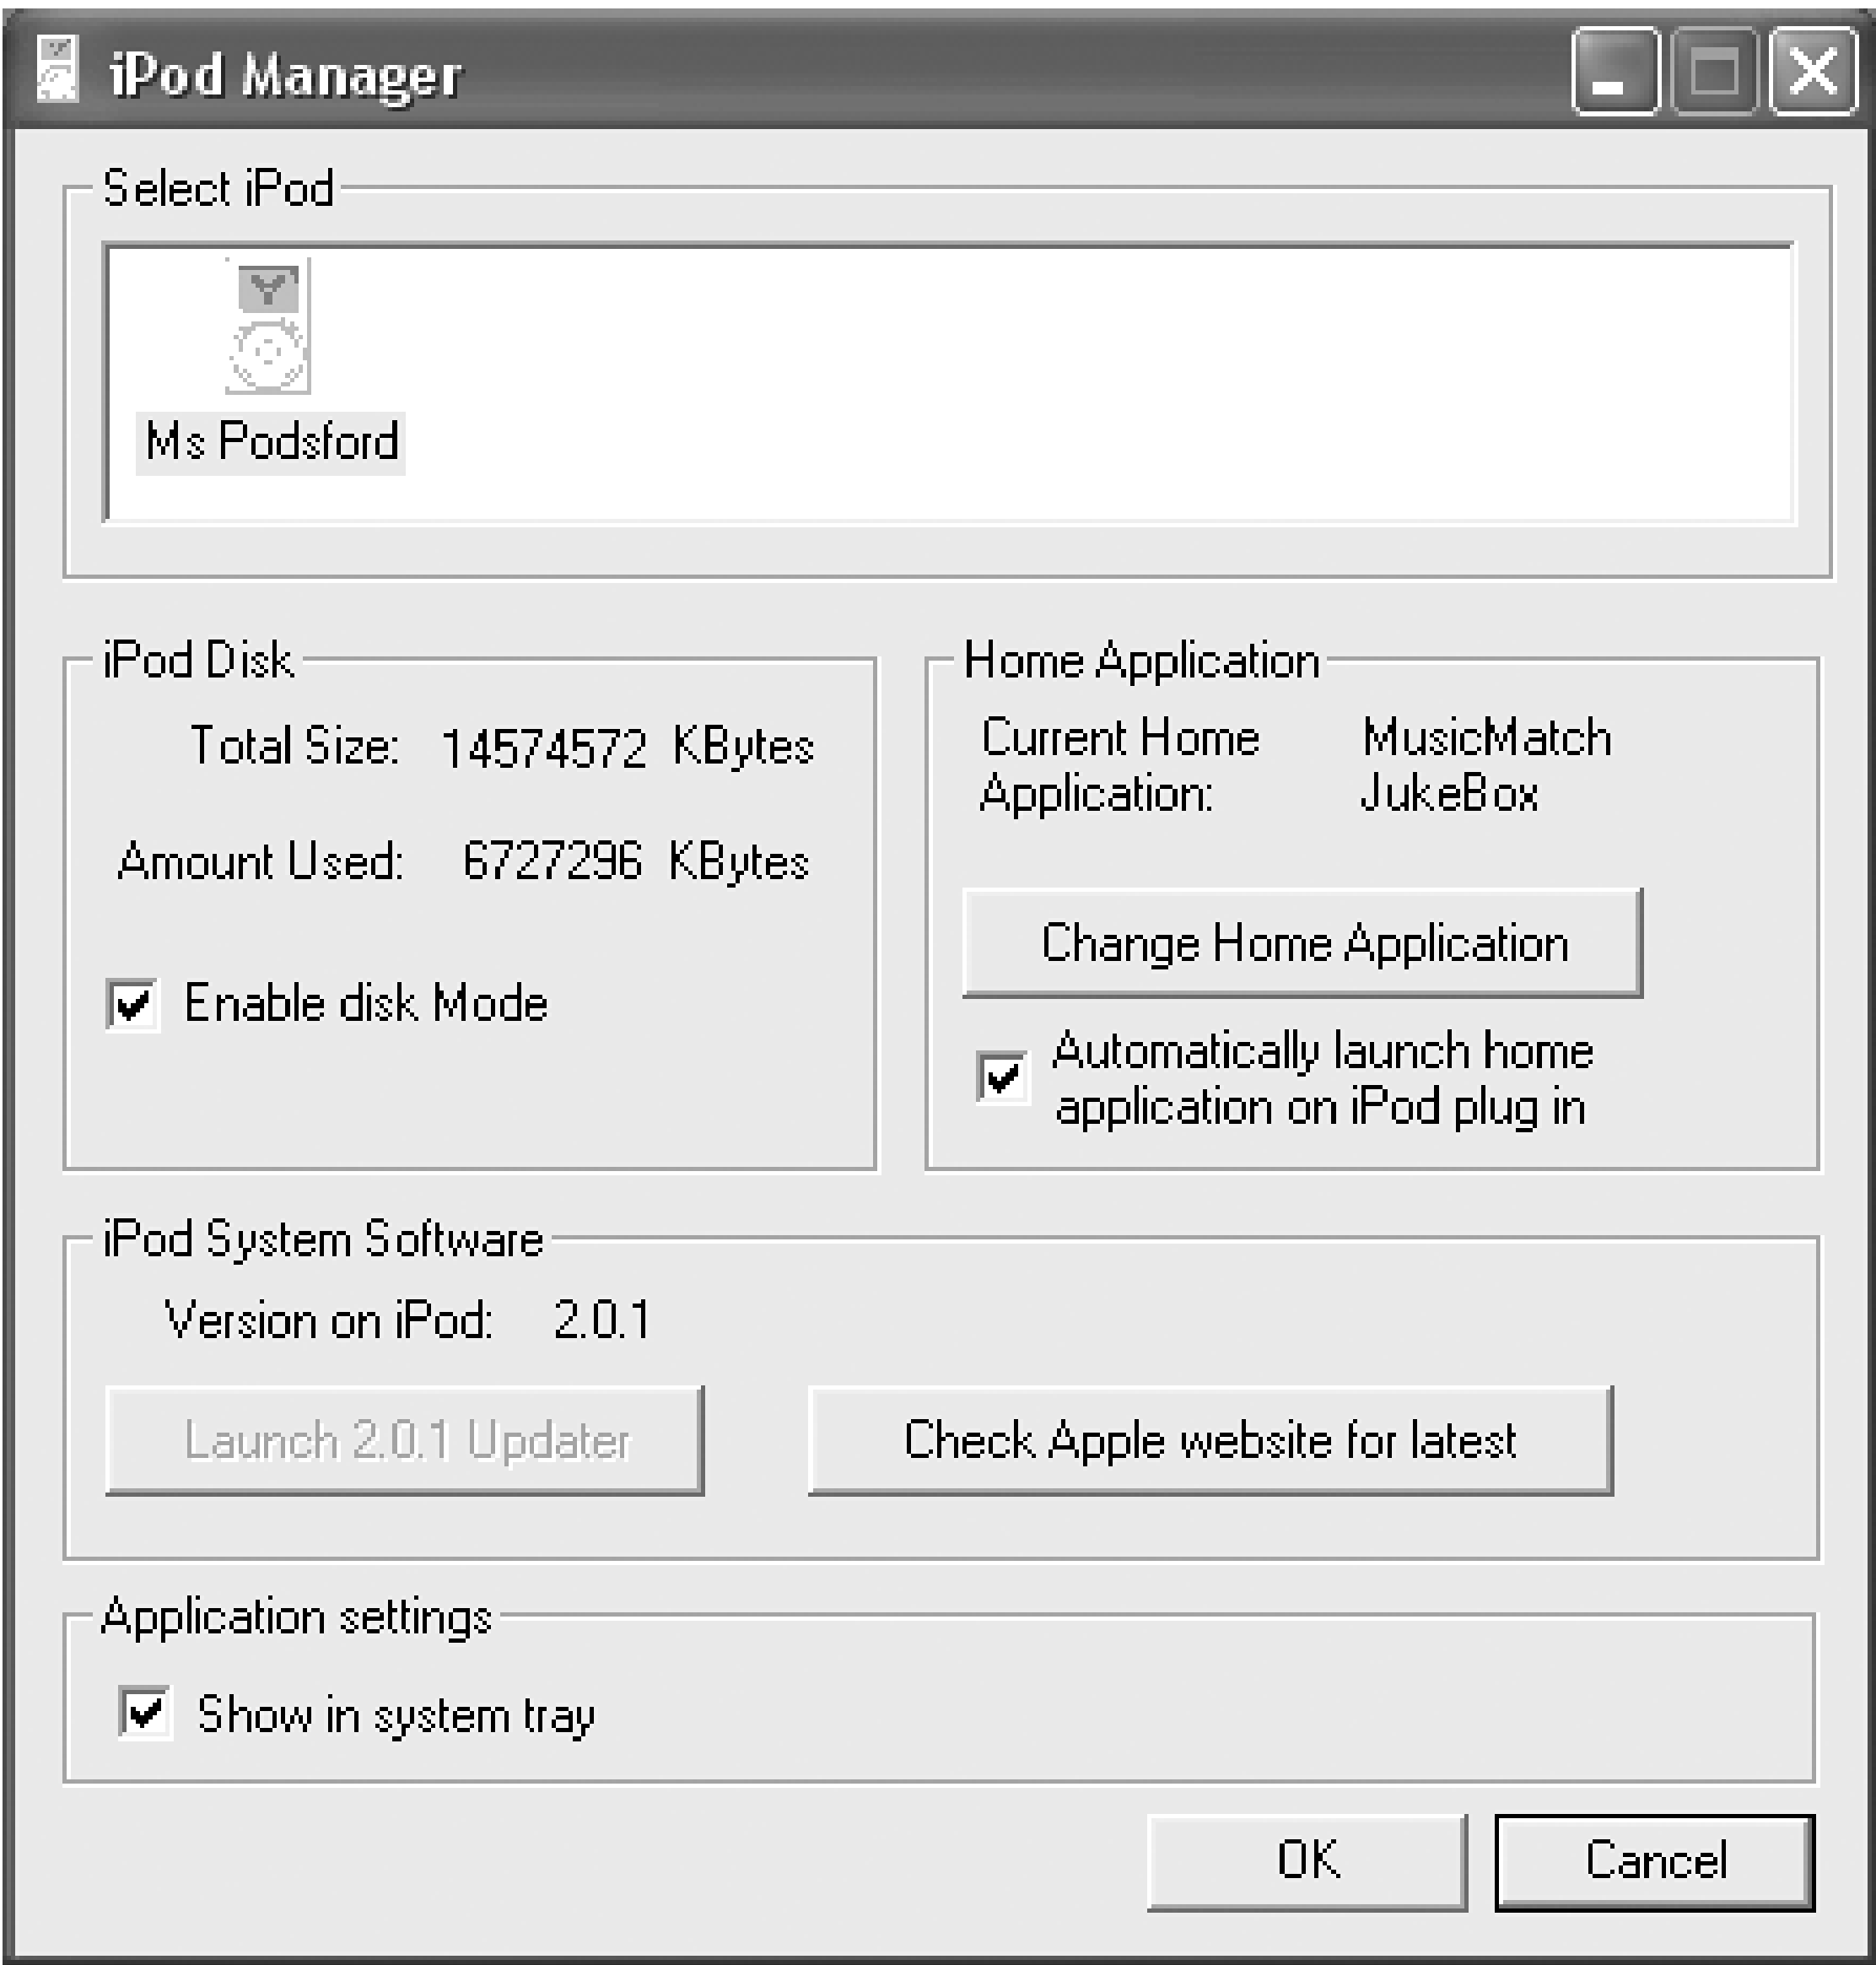 iPod Manager
Select iPod
Ms Podsford
iPod Disk
Total Size: 14574572 KBytes
Amount Used: 6727296 KBytes
Enable disk Mode
Home Application
Current Home
Application:
MusicMatch
JukeBox
Change Home Application
Automatically launch home
application on iPod plug in
iPod System Software
Version on iPod: 2.0.1
Launch 2.0.1 Updater
Check Apple website for latest
Application settings
Show in system tray
OK
Cancel